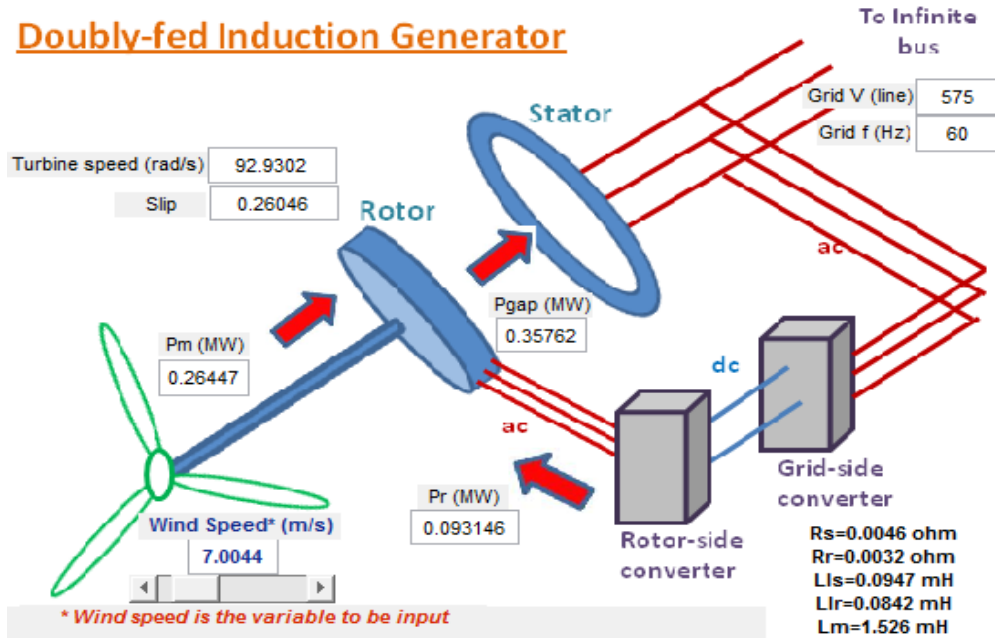 Doubly-fed Induction Generator
To Infinite
bus
Grid V (line) 575
Grid f (Hz) 60
Stator
Turbine speed (rad/s) 92.9302
Slip 0.26046
Rotor
ac
Pgap (MW)
0.35762
Pm (MW)
0.26447
dc
ac
Grid-side
converter
Pr (MW)
0.093146
Rotor-side
converter
Wind Speed* (m/s)
7.0044
Rs=0.0046 ohm
Rr=0.0032 ohm
Lls=0.0947 mH
Llr=0.0842 mH
Lm=1.526 mH
* Wind speed is the variable to be input